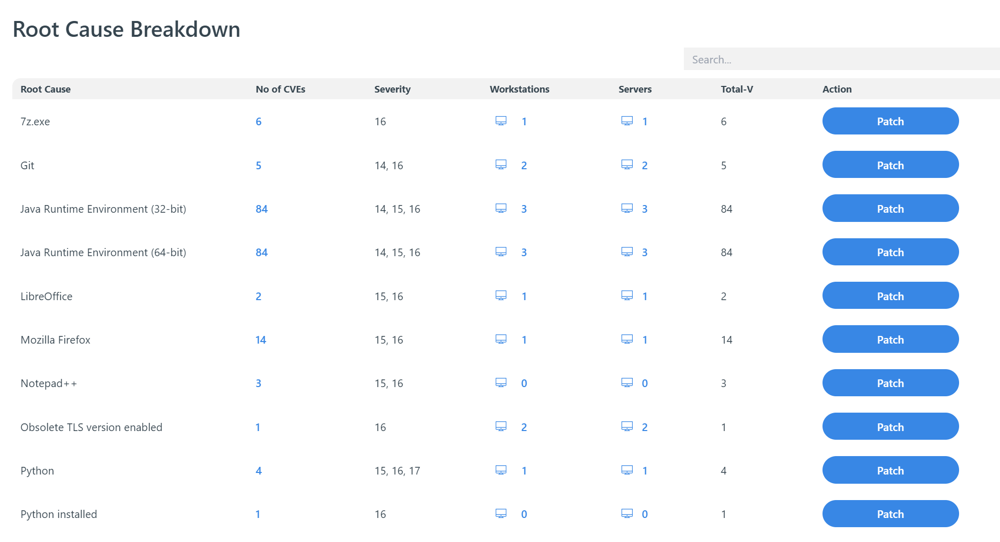 Root Cause Breakdown
Search...
Root Cause No of CVEs Severity Workstations Servers Total-V Action
7z.exe 6 16 1 1 6 Patch
Git 5 14, 16 2 2 5 Patch
Java Runtime Environment (32-bit) 84 14, 15, 16 3 3 84 Patch
Java Runtime Environment (64-bit) 84 14, 15, 16 3 3 84 Patch
LibreOffice 2 15, 16 1 1 2 Patch
Mozilla Firefox 14 15, 16 1 1 14 Patch
Notepad++ 3 15, 16 0 0 3 Patch
Obsolete TLS version enabled 1 16 2 2 1 Patch
Python 4 15, 16, 17 1 1 4 Patch
Python installed 1 16 0 0 1 Patch